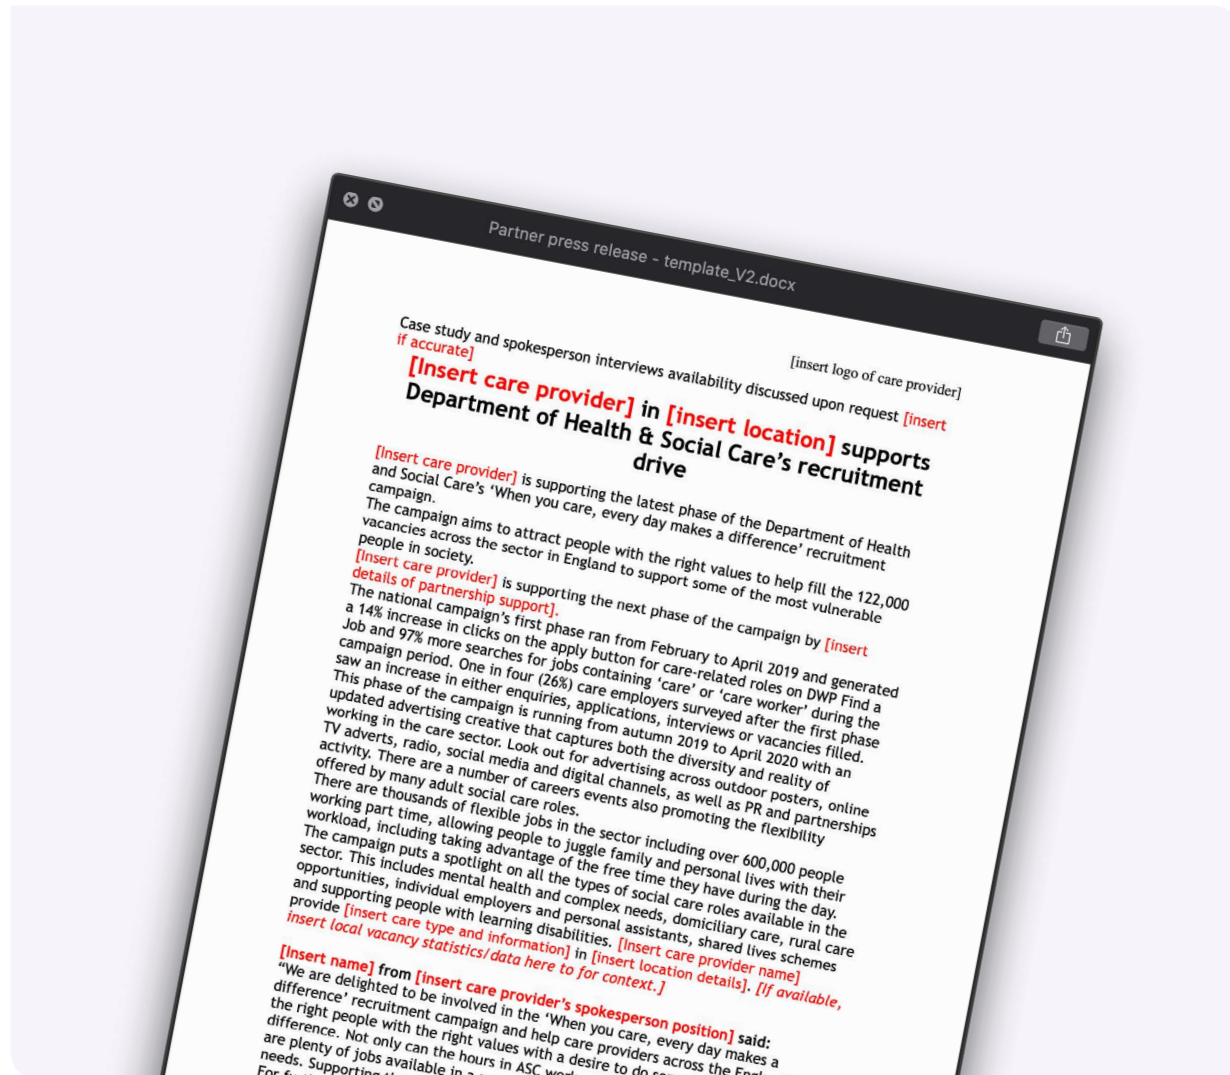 Partner press release - template_V2.docx
[insert logo of care provider]
Case study and spokesperson interviews availability discussed upon request [insert
if accurate]
[Insert care provider] in [insert location] supports
Department of Health & Social Care's recruitment
drive
[Insert care provider] is supporting the latest phase of the Department of Health
and Social Care's ‘When you care, every day makes a difference’ recruitment
campaign.
The campaign aims to attract people with the right values to help fill the 122,000
vacancies across the sector in England to support some of the most vulnerable
people in society.
[Insert care provider] is supporting the next phase of the campaign by [insert
details of partnership support].
The national campaign's first phase ran from February to April 2019 and generated
a 14% increase in clicks on the apply button for care-related roles on DWP Find a
Job and 97% more searches for jobs containing ‘care’ or ‘care worker’ during the
campaign period. One in four (26%) care employers surveyed after the first phase
saw an increase in either enquiries, applications, interviews or vacancies filled.
This phase of the campaign is running from autumn 2019 to April 2020 with an
updated advertising creative that captures both the diversity and reality of
working in the care sector. Look out for advertising across outdoor posters, online
TV adverts, radio, social media and digital channels, as well as PR and partnerships
activity. There are a number of careers events also promoting the flexibility
offered by many adult social care roles.
There are thousands of flexible jobs in the sector including over 600,000 people
working part time, allowing people to juggle family and personal lives with their
workload, including taking advantage of the free time they have during the day.
The campaign puts a spotlight on all the types of social care roles available in the
sector. This includes mental health and complex needs, domiciliary care, rural care
opportunities, individual employers and personal assistants, shared lives schemes
and supporting people with learning disabilities. [Insert care provider name]
provide [insert care type and information] in [insert location details]. [If available,
insert local vacancy statistics/data here to for context.]
[Insert name] from [insert care provider's spokesperson position] said:
“We are delighted to be involved in the ‘When you care, every day makes a
difference’ recruitment campaign and help care providers across the
the right people with the right values with a desire to do
difference. Not only can the hours in ASC
are plenty of jobs available in a
needs. Supporting